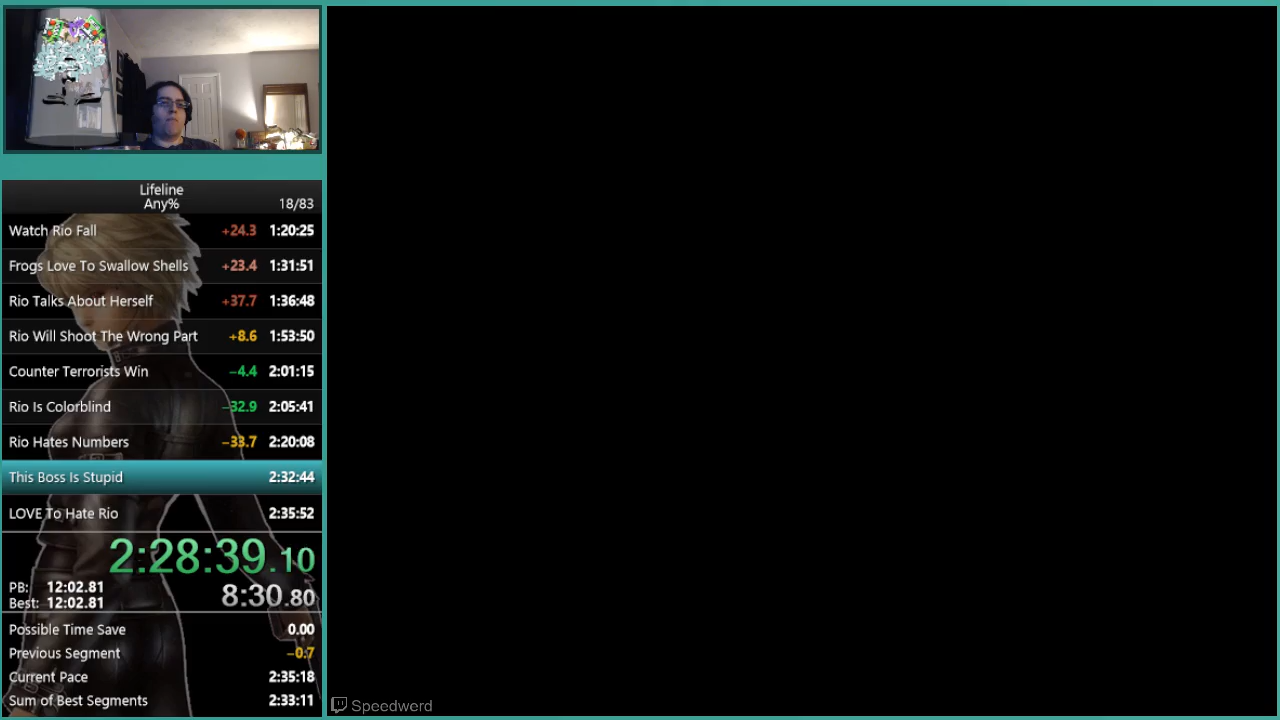 Lifeline
Any%
18/83
Watch Rio Fall +24.3 1:20:25
Frogs Love To Swallow Shells +23.4 1:31:51
Rio Talks About Herself +37.7 1:36:48
Rio Will Shoot The Wrong Part +8.6 1:53:50
Counter Terrorists Win −4.4 2:01:15
Rio Is Colorblind −32.9 2:05:41
Rio Hates Numbers −33.7 2:20:08
This Boss Is Stupid 2:32:44
LOVE To Hate Rio 2:35:52
2:28:39.10
PB: 12:02.81
Best: 12:02.81
8:30.80
Possible Time Save 0.00
Previous Segment −0.7
Current Pace 2:35:18
Sum of Best Segments 2:33:11
Speedwerd